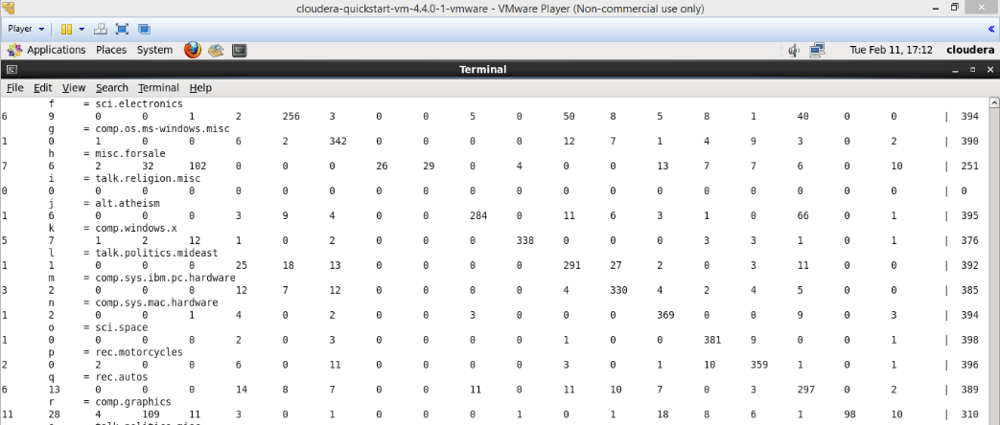 cloudera-quickstart-vm-4.4.0-1-vmware - VMware Player (Non-commercial use only)
Player
Applications Places System Tue Feb 11, 17:12 cloudera
Terminal
File Edit View Search Terminal Help
f = sci.electronics
6 9 0 0 1 2 256 3 0 0 5 0 50 8 5 8 1 40 0 0 | 394
g = comp.os.ms-windows.misc
1 0 1 0 0 6 2 342 0 0 0 0 12 7 1 4 9 3 0 2 | 390
h = misc.forsale
7 6 2 32 102 0 0 0 26 29 0 4 0 0 13 7 7 6 0 10 | 251
i = talk.religion.misc
0 0 0 0 0 0 0 0 0 0 0 0 0 0 0 0 0 0 0 0 | 0
j = alt.atheism
1 6 0 0 0 3 9 4 0 0 284 0 11 6 3 1 0 66 0 1 | 395
k = comp.windows.x
5 7 1 2 12 1 0 2 0 0 0 338 0 0 0 3 3 1 0 1 | 376
l = talk.politics.mideast
1 1 0 0 0 25 18 13 0 0 0 0 291 27 2 0 3 11 0 0 | 392
m = comp.sys.ibm.pc.hardware
3 2 0 0 0 12 7 12 0 0 0 0 4 330 4 2 4 5 0 0 | 385
n = comp.sys.mac.hardware
1 2 0 0 1 4 0 2 0 0 3 0 0 0 369 0 0 9 0 3 | 394
o = sci.space
1 0 0 0 0 2 0 3 0 0 0 0 1 0 0 381 9 0 0 1 | 398
p = rec.motorcycles
2 0 2 0 0 6 0 11 0 0 0 0 3 0 1 10 359 1 0 1 | 396
q = rec.autos
6 13 0 0 0 14 8 7 0 0 11 0 11 10 7 0 3 297 0 2 | 389
r = comp.graphics
11 28 4 109 11 3 0 1 0 0 0 1 0 1 18 8 6 1 98 10 | 310